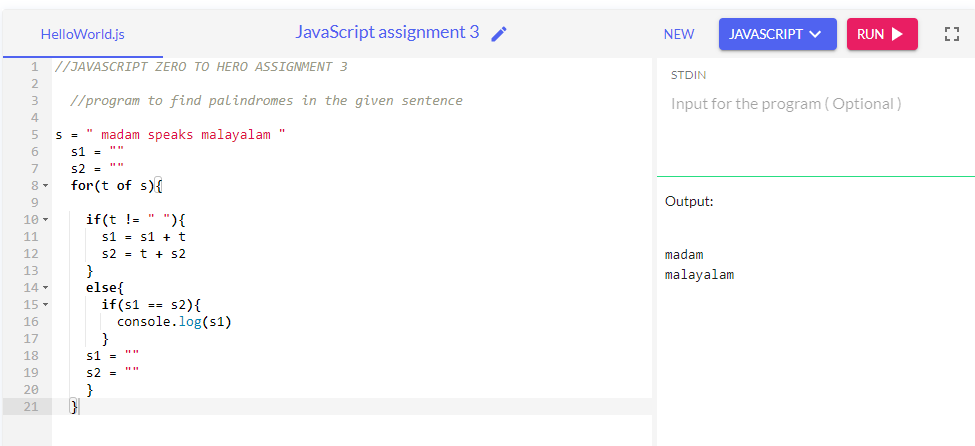 HelloWorld.js
JavaScript assignment 3
NEW
JAVASCRIPT
RUN
1 //JAVASCRIPT ZERO TO HERO ASSIGNMENT 3
2
3 //program to find palindromes in the given sentence
4
5 s = " madam speaks malayalam "
6 s1 = ""
7 s2 = ""
8 for(t of s){
9
10 if(t != " "){
11 s1 = s1 + t
12 s2 = t + s2
13 }
14 else{
15 if(s1 == s2){
16 console.log(s1)
17 }
18 s1 = ""
19 s2 = ""
20 }
21 }
STDIN
Input for the program ( Optional )
Output:
madam
malayalam